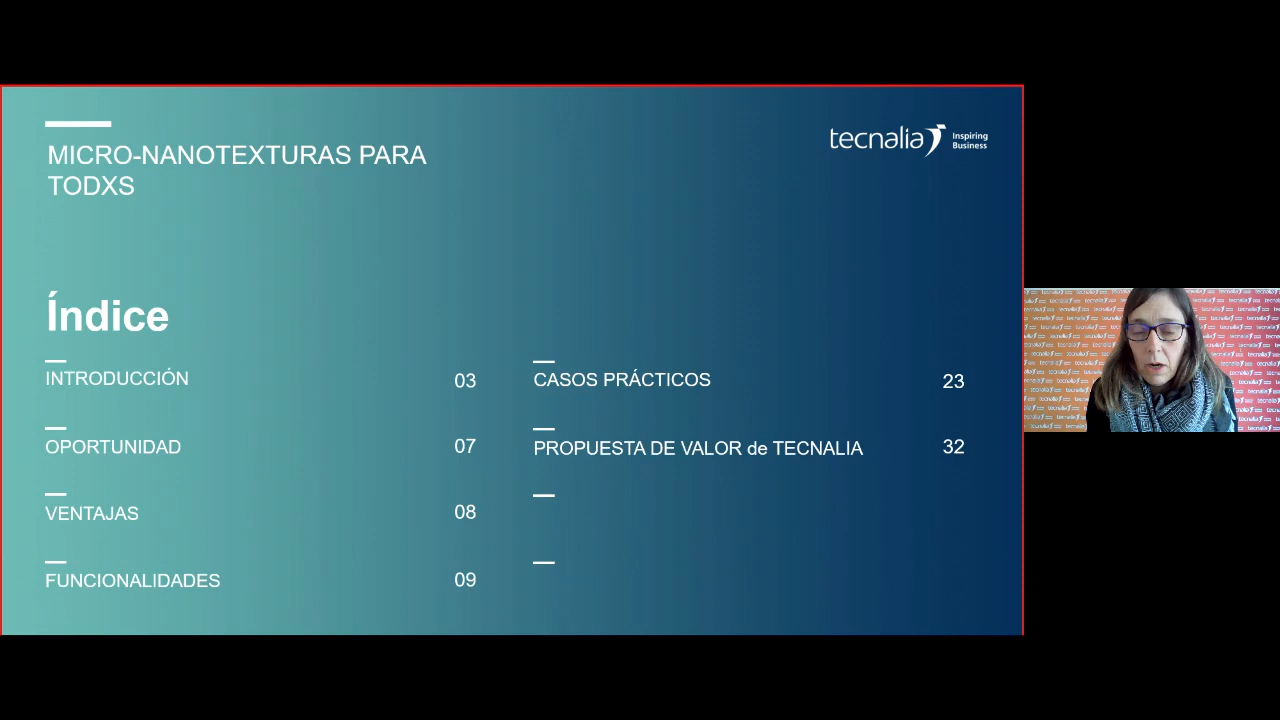 MICRO-NANOTEXTURAS PARA
TODXS
tecnalia Inspiring
Business
Índice
INTRODUCCIÓN 03
OPORTUNIDAD 07
VENTAJAS 08
FUNCIONALIDADES 09
CASOS PRÁCTICOS 23
PROPUESTA DE VALOR de TECNALIA 32